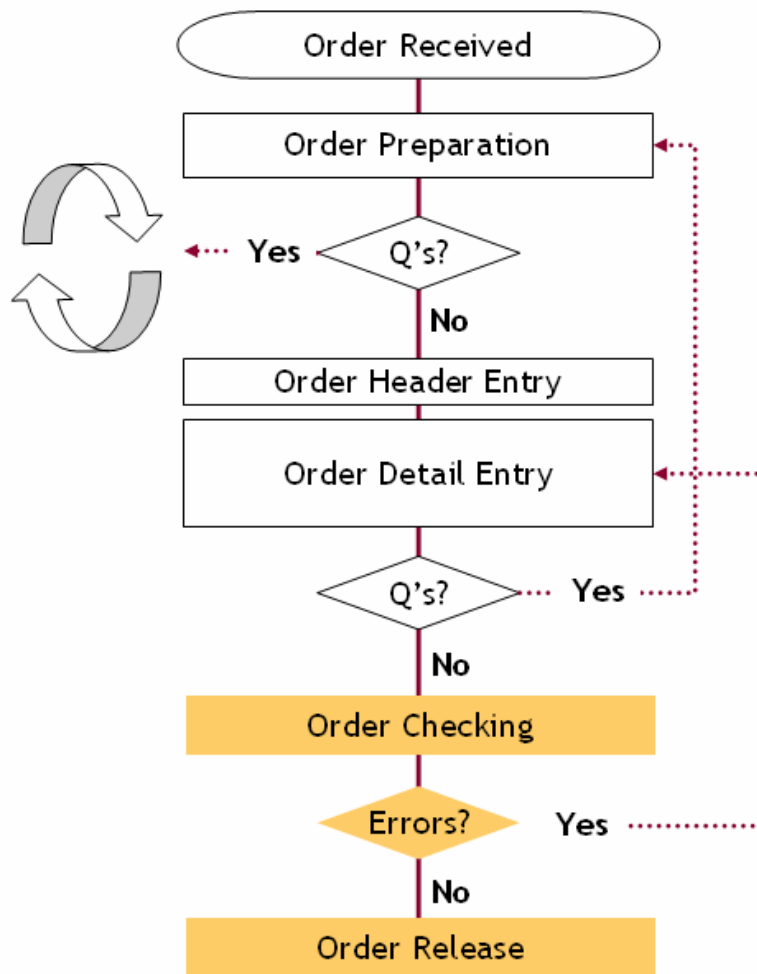 Order Received
Order Preparation
Yes
Q's?
No
Order Header Entry
Order Detail Entry
Q's?
Yes
No
Order Checking
Errors?
Yes
No
Order Release